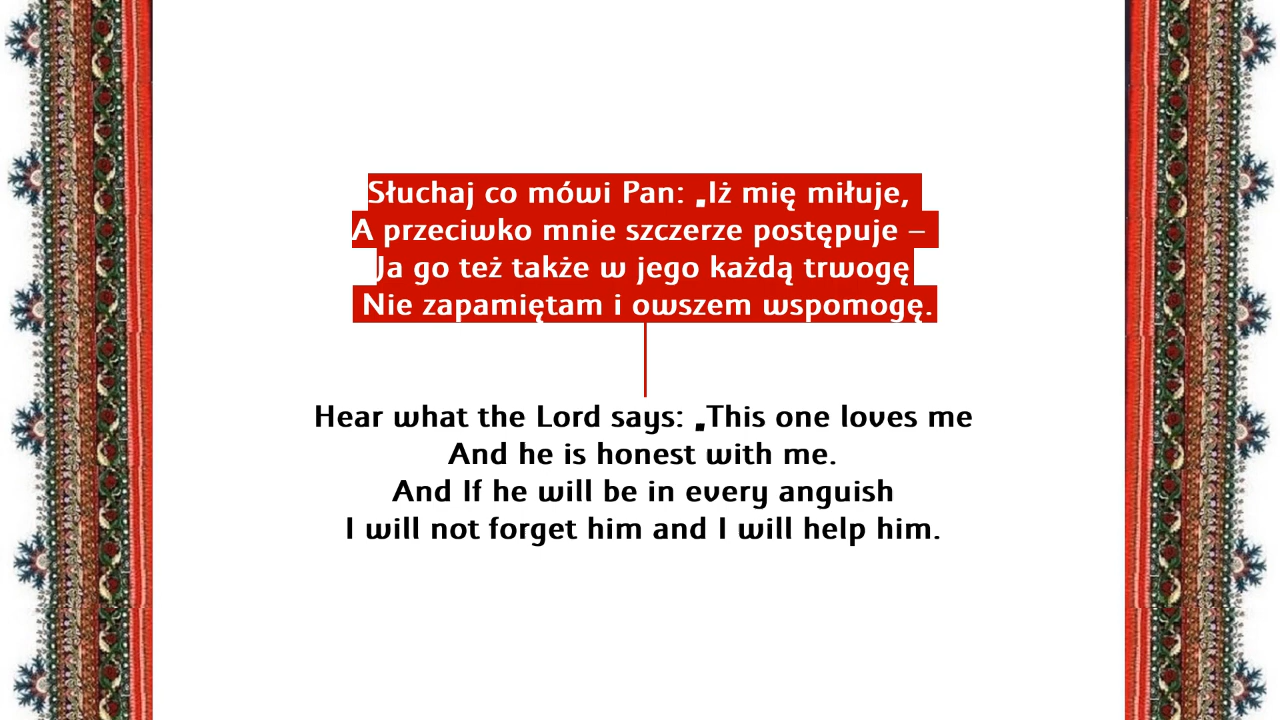 Słuchaj co mówi Pan: „Iż mię miłuje,
A przeciwko mnie szczerze postępuje –
Ja go też także w jego każdą trwogę
Nie zapamiętam i owszem wspomogę.
Hear what the Lord says: „This one loves me
And he is honest with me.
And If he will be in every anguish
I will not forget him and I will help him.